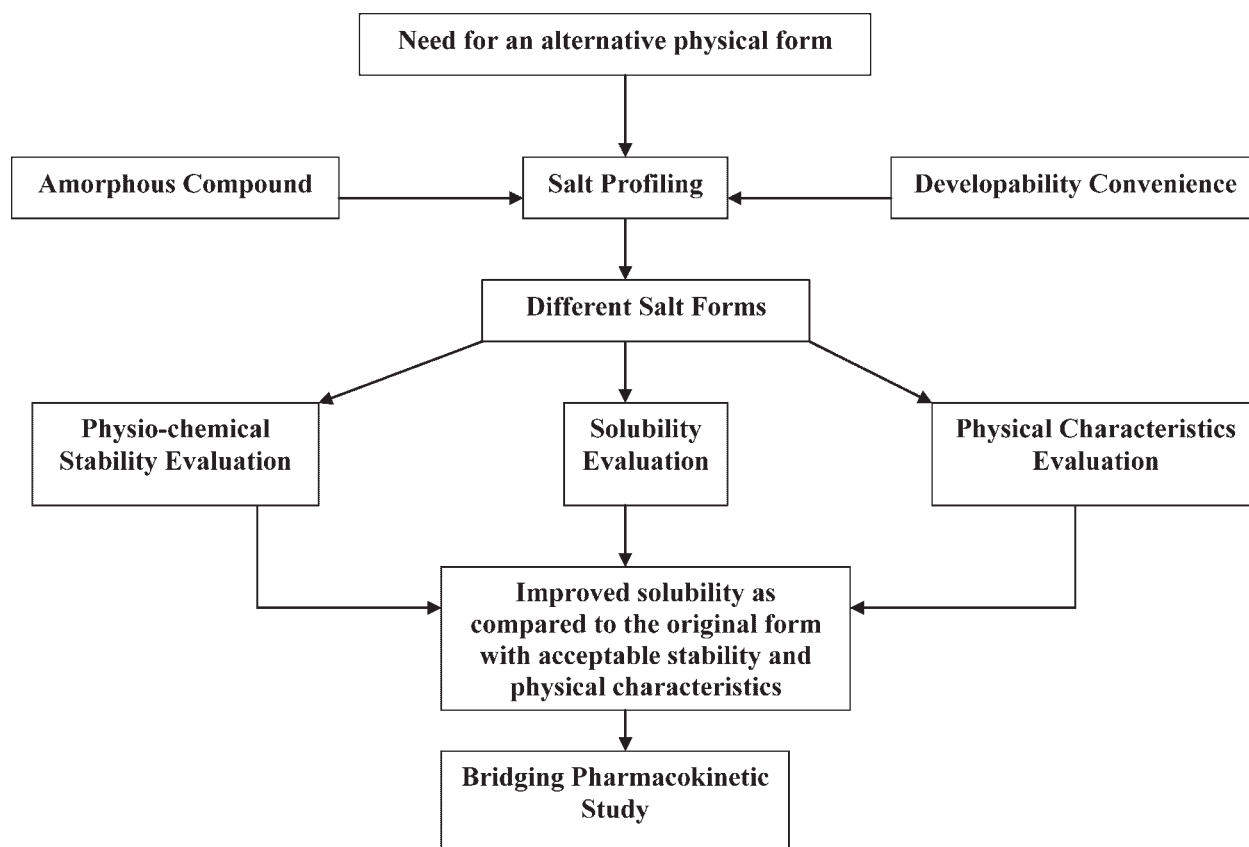 Need for an alternative physical form
Amorphous Compound
Salt Profiling
Developability Convenience
Different Salt Forms
Physio-chemical
Stability Evaluation
Solubility
Evaluation
Physical Characteristics
Evaluation
Improved solubility as
compared to the original form
with acceptable stability and
physical characteristics
Bridging Pharmacokinetic
Study